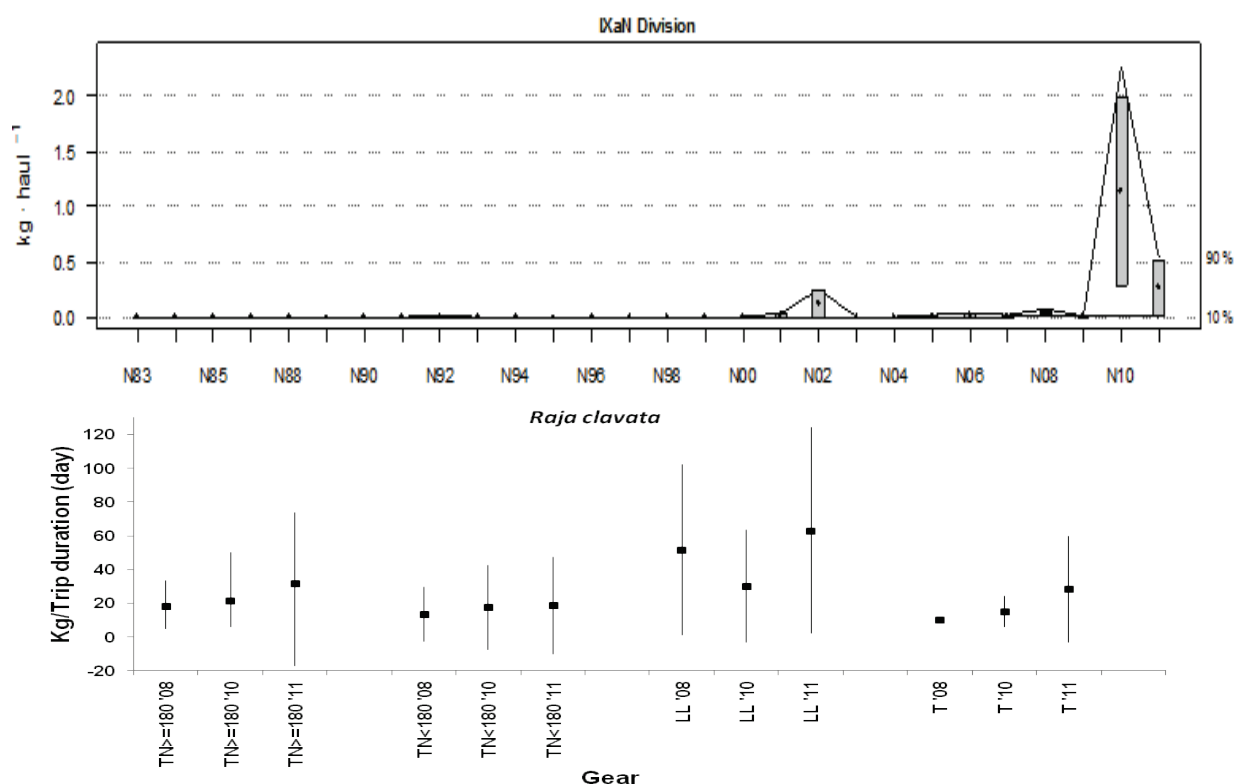 IXaN Division
kg · haul ⁻¹
2.0
1.5
1.0
0.5
0.0
90 %
10 %
N83 N85 N88 N90 N92 N94 N96 N98 N00 N02 N04 N06 N08 N10
Raja clavata
Kg/Trip duration (day)
120
100
80
60
40
20
0
-20
TN>=180 '08
TN>=180 '10
TN>=180 '11
TN<180 '08
TN<180 '10
TN<180 '11
LL '08
LL '10
LL '11
T '08
T '10
T '11
Gear